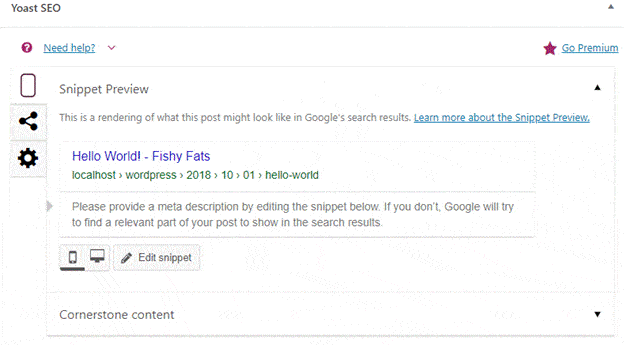 Yoast SEO
Need help?
Go Premium
Snippet Preview
This is a rendering of what this post might look like in Google's search results. Learn more about the Snippet Preview.
Hello World! - Fishy Fats
localhost › wordpress › 2018 › 10 › 01 › hello-world
Please provide a meta description by editing the snippet below. If you don't, Google will try
to find a relevant part of your post to show in the search results.
Edit snippet
Cornerstone content